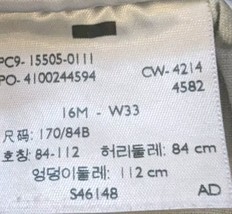 PC9- 15505-0111
PO- 4100244594
CW- 4214
4582
16M - W33
尺码: 170/84B
호칭: 84-112 허리둘레: 84 cm
엉덩이둘레: 112 cm
S46148 AD